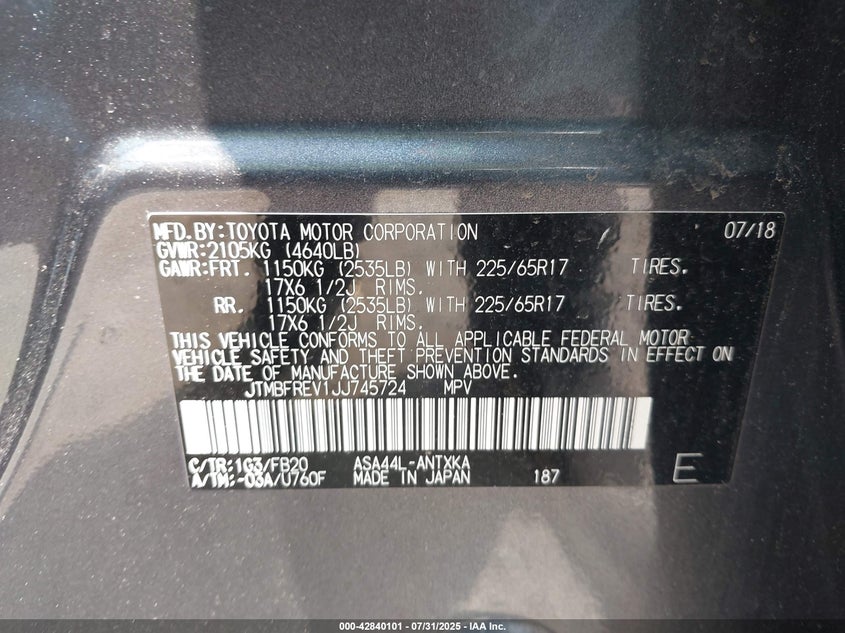 MFD.BY:TOYOTA MOTOR CORPORATION 07/18
GVWR:2105KG (4640LB)
GAWR:FRT. 1150KG (2535LB) WITH 225/65R17 TIRES.
17X6 1/2J RIMS.
RR. 1150KG (2535LB) WITH 225/65R17 TIRES.
17X6 1/2J RIMS.
THIS VEHICLE CONFORMS TO ALL APPLICABLE FEDERAL MOTOR
VEHICLE SAFETY AND THEFT PREVENTION STANDARDS IN EFFECT ON
THE DATE OF MANUFACTURE SHOWN ABOVE.
JTMBFREV1JJ745724 MPV
C/TR:1G3/FB20 ASA44L-ANTXKA
A/TM:-03A/U760F MADE IN JAPAN 187 E
000-42840101 - 07/31/2025 - IAA Inc.